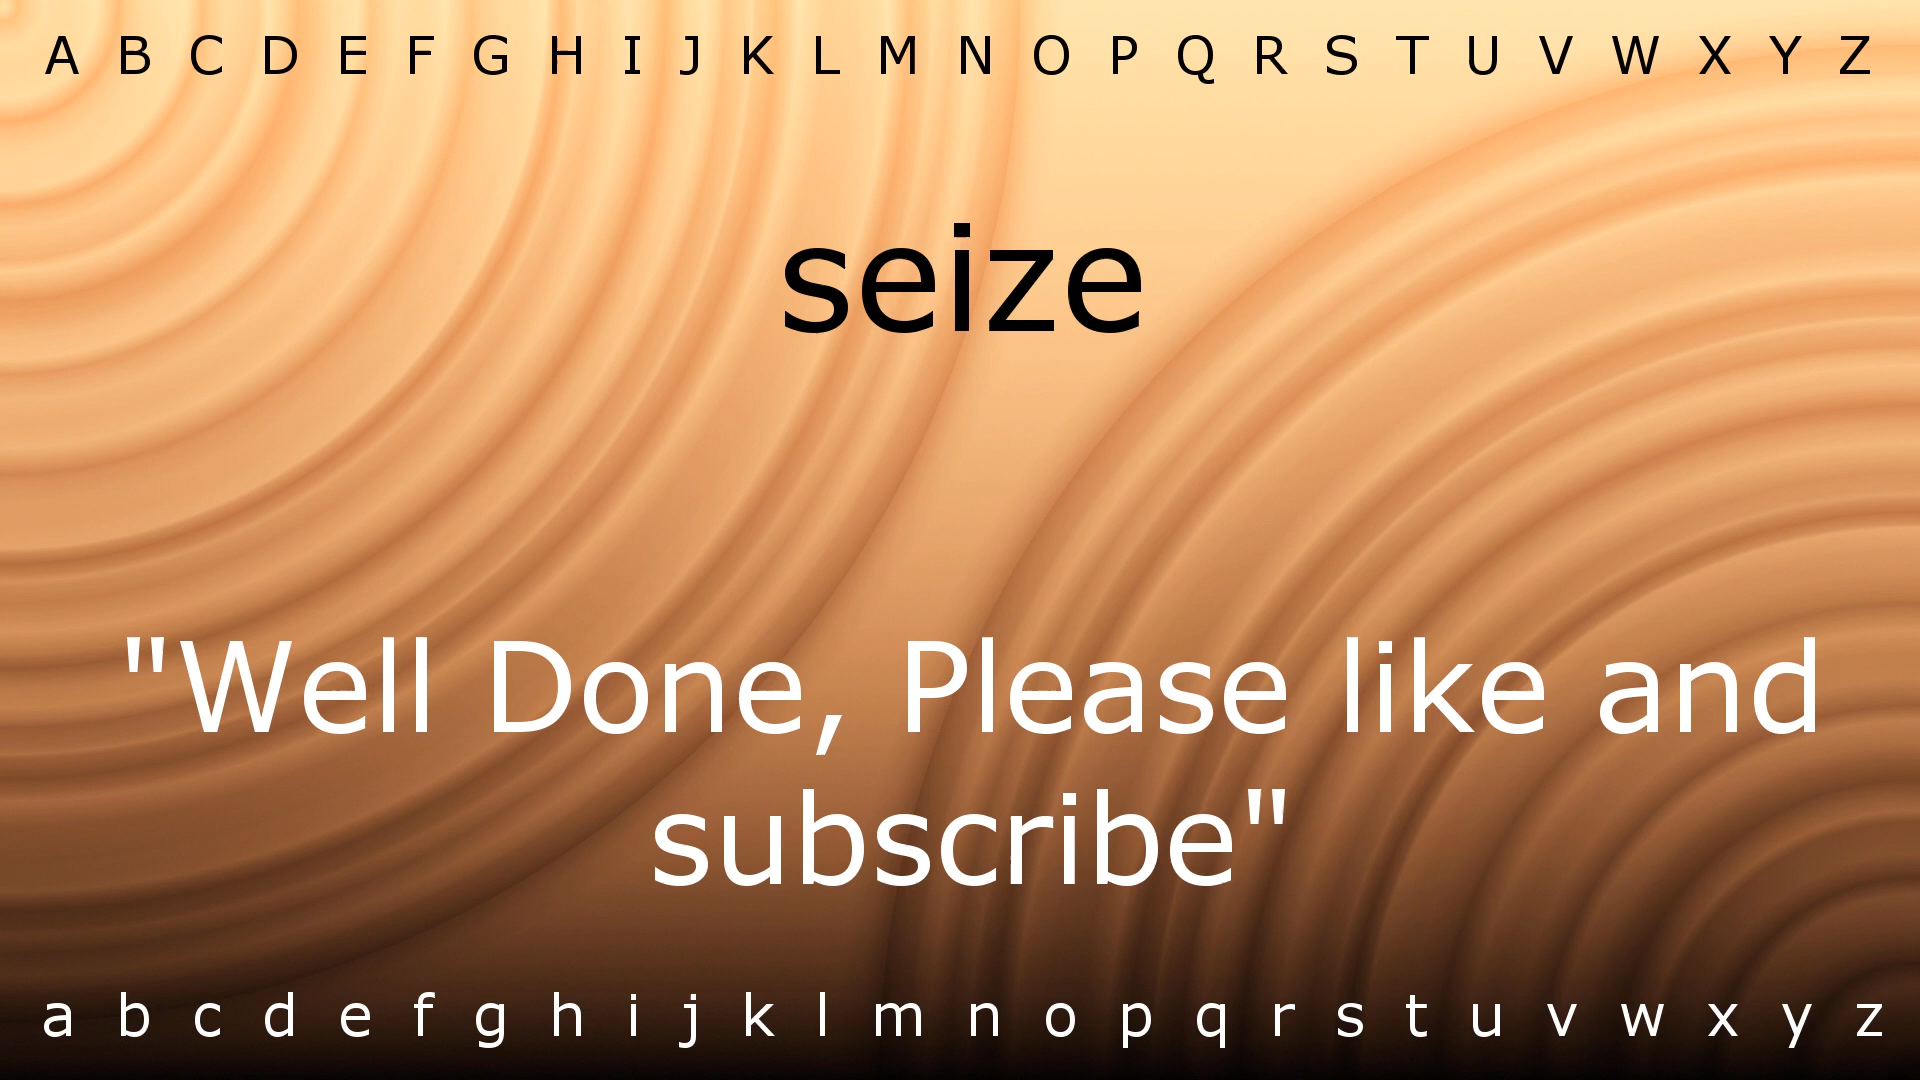 A B C D E F G H I J K L M N O P Q R S T U V W X Y Z
seize
"Well Done, Please like and
subscribe"
a b c d e f g h i j k l m n o p q r s t u v w x y z